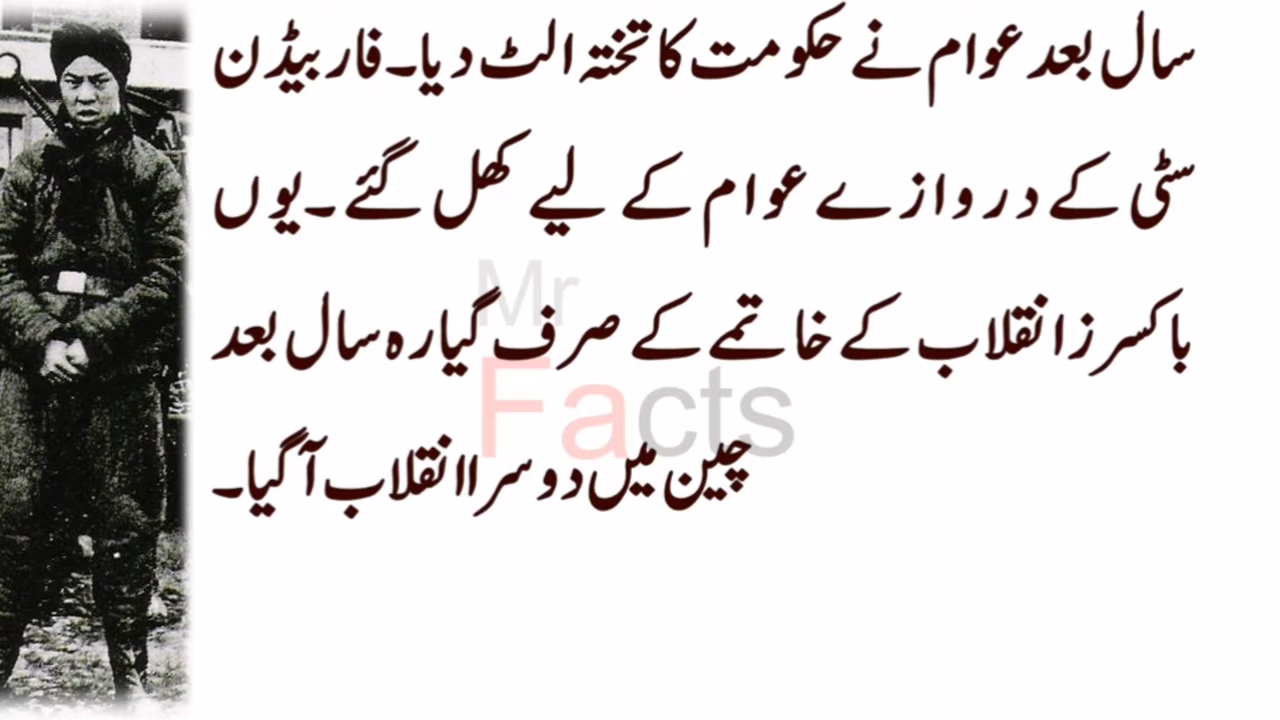 سال بعد عوام نے حکومت کا تختہ الٹ دیا۔ فاربیڈن
سٹی کے دروازے عوام کے لیے کھل گئے۔ یوں
باکسرز انقلاب کے خاتمے کے صرف گیارہ سال بعد
چین میں دوسرا انقلاب آ گیا۔
Mr
Facts